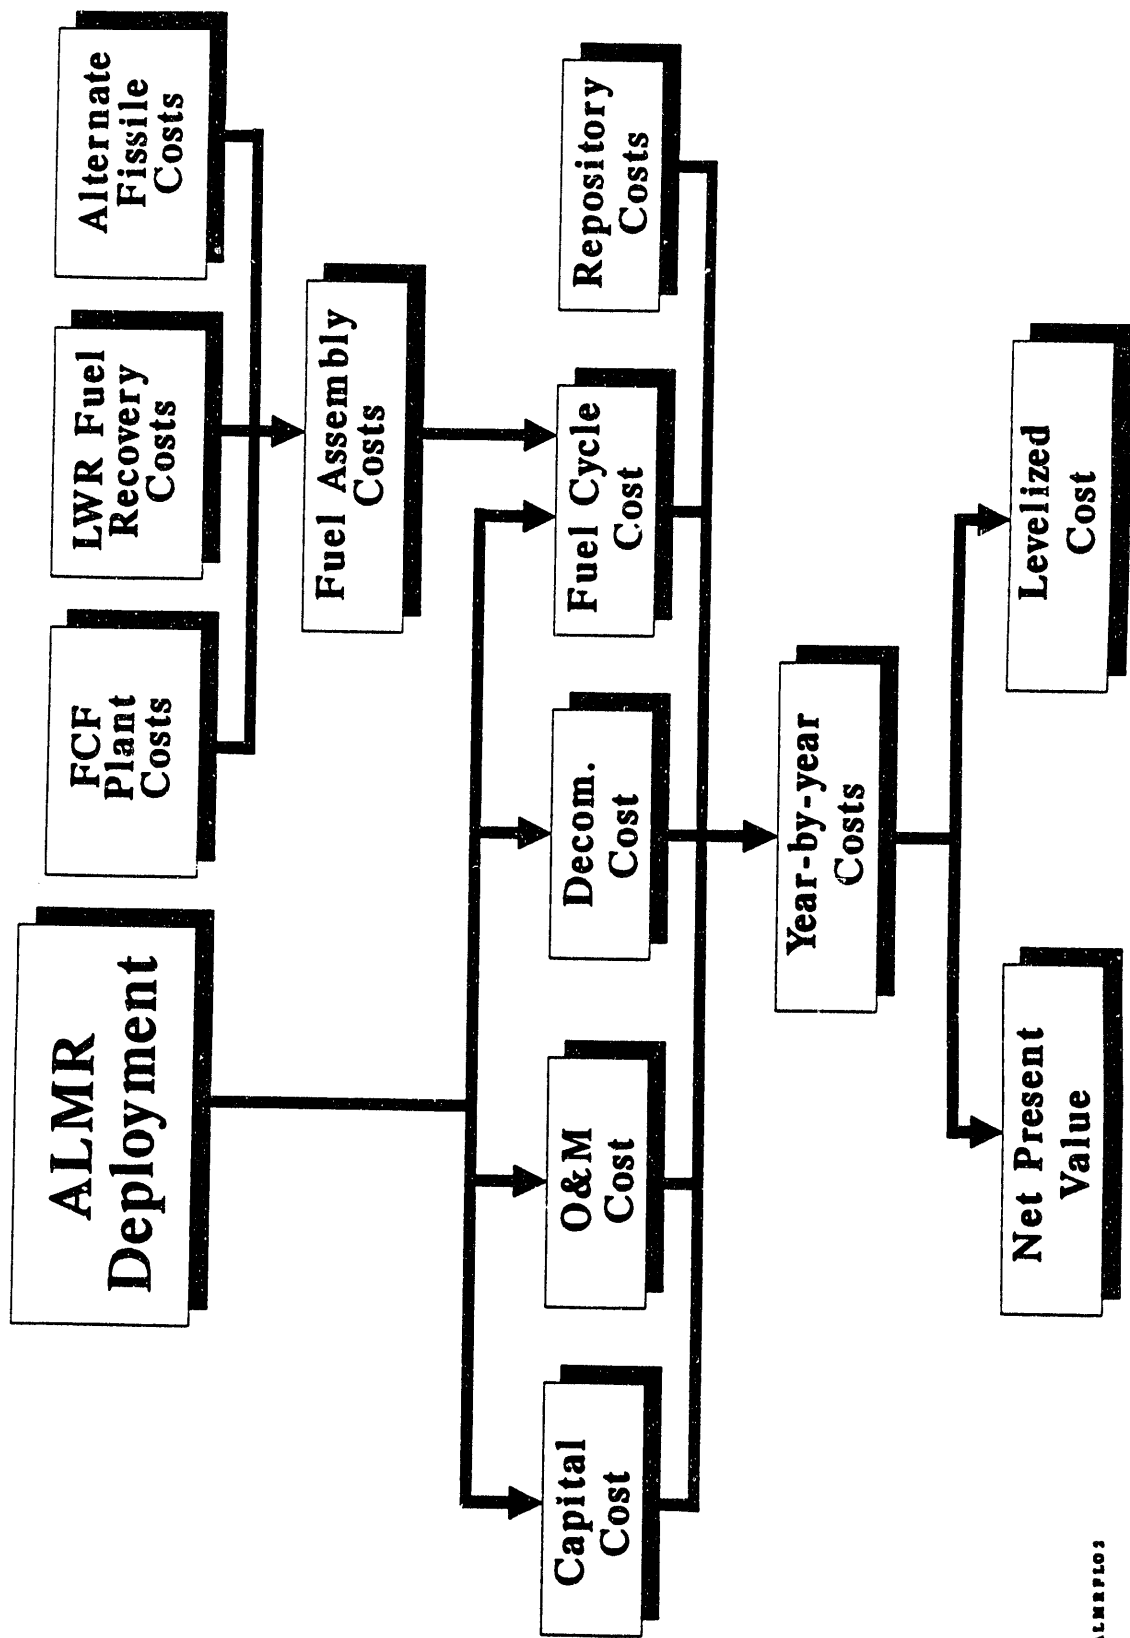 ALMR
Deployment
FCF
Plant
Costs
LWR Fuel
Recovery
Costs
Alternate
Fissile
Costs
Fuel Assembly
Costs
Capital
Cost
O&M
Cost
Decom.
Cost
Fuel Cycle
Cost
Repository
Costs
Year-by-year
Costs
Net Present
Value
Levelized
Cost